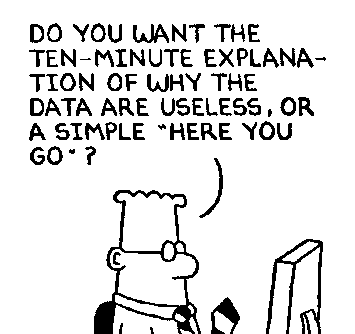 DO YOU WANT THE
TEN-MINUTE EXPLANA-
TION OF WHY THE
DATA ARE USELESS, OR
A SIMPLE "HERE YOU
GO"?